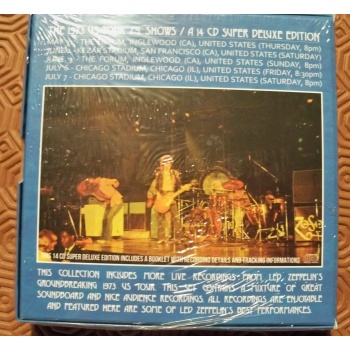 THE 1973 US TOUR SHOWS / A 14 CD SUPER DELUXE EDITION
FORUM, INGLEWOOD (CA), UNITED STATES (THURSDAY, 8pm)
KEZAR STADIUM, SAN FRANCISCO (CA), UNITED STATES (SATURDAY)
JUNE 3 - THE FORUM, INGLEWOOD (CA), UNITED STATES (SUNDAY, 8pm)
JULY 6 - CHICAGO STADIUM, CHICAGO (IL), UNITED STATES (FRIDAY, 8:30pm)
JULY 7 - CHICAGO STADIUM, CHICAGO (IL), UNITED STATES (SATURDAY, 8pm)
ZoSo
THIS 14 CD SUPER DELUXE EDITION INCLUDES A BOOKLET WITH RECORDING DETAILS AND TRACKING INFORMATIONS
THIS COLLECTION INCLUDES MORE LIVE RECORDINGS FROM LED ZEPPELIN'S
GROUNDBREAKING 1973 US TOUR. THIS SET CONTAINS A MIXTURE OF GREAT
SOUNDBOARD AND NICE AUDIENCE RECORDINGS. ALL RECORDINGS ARE ENJOYABLE
AND FEATURED HERE ARE SOME OF LED ZEPPELIN'S BEST PERFORMANCES.